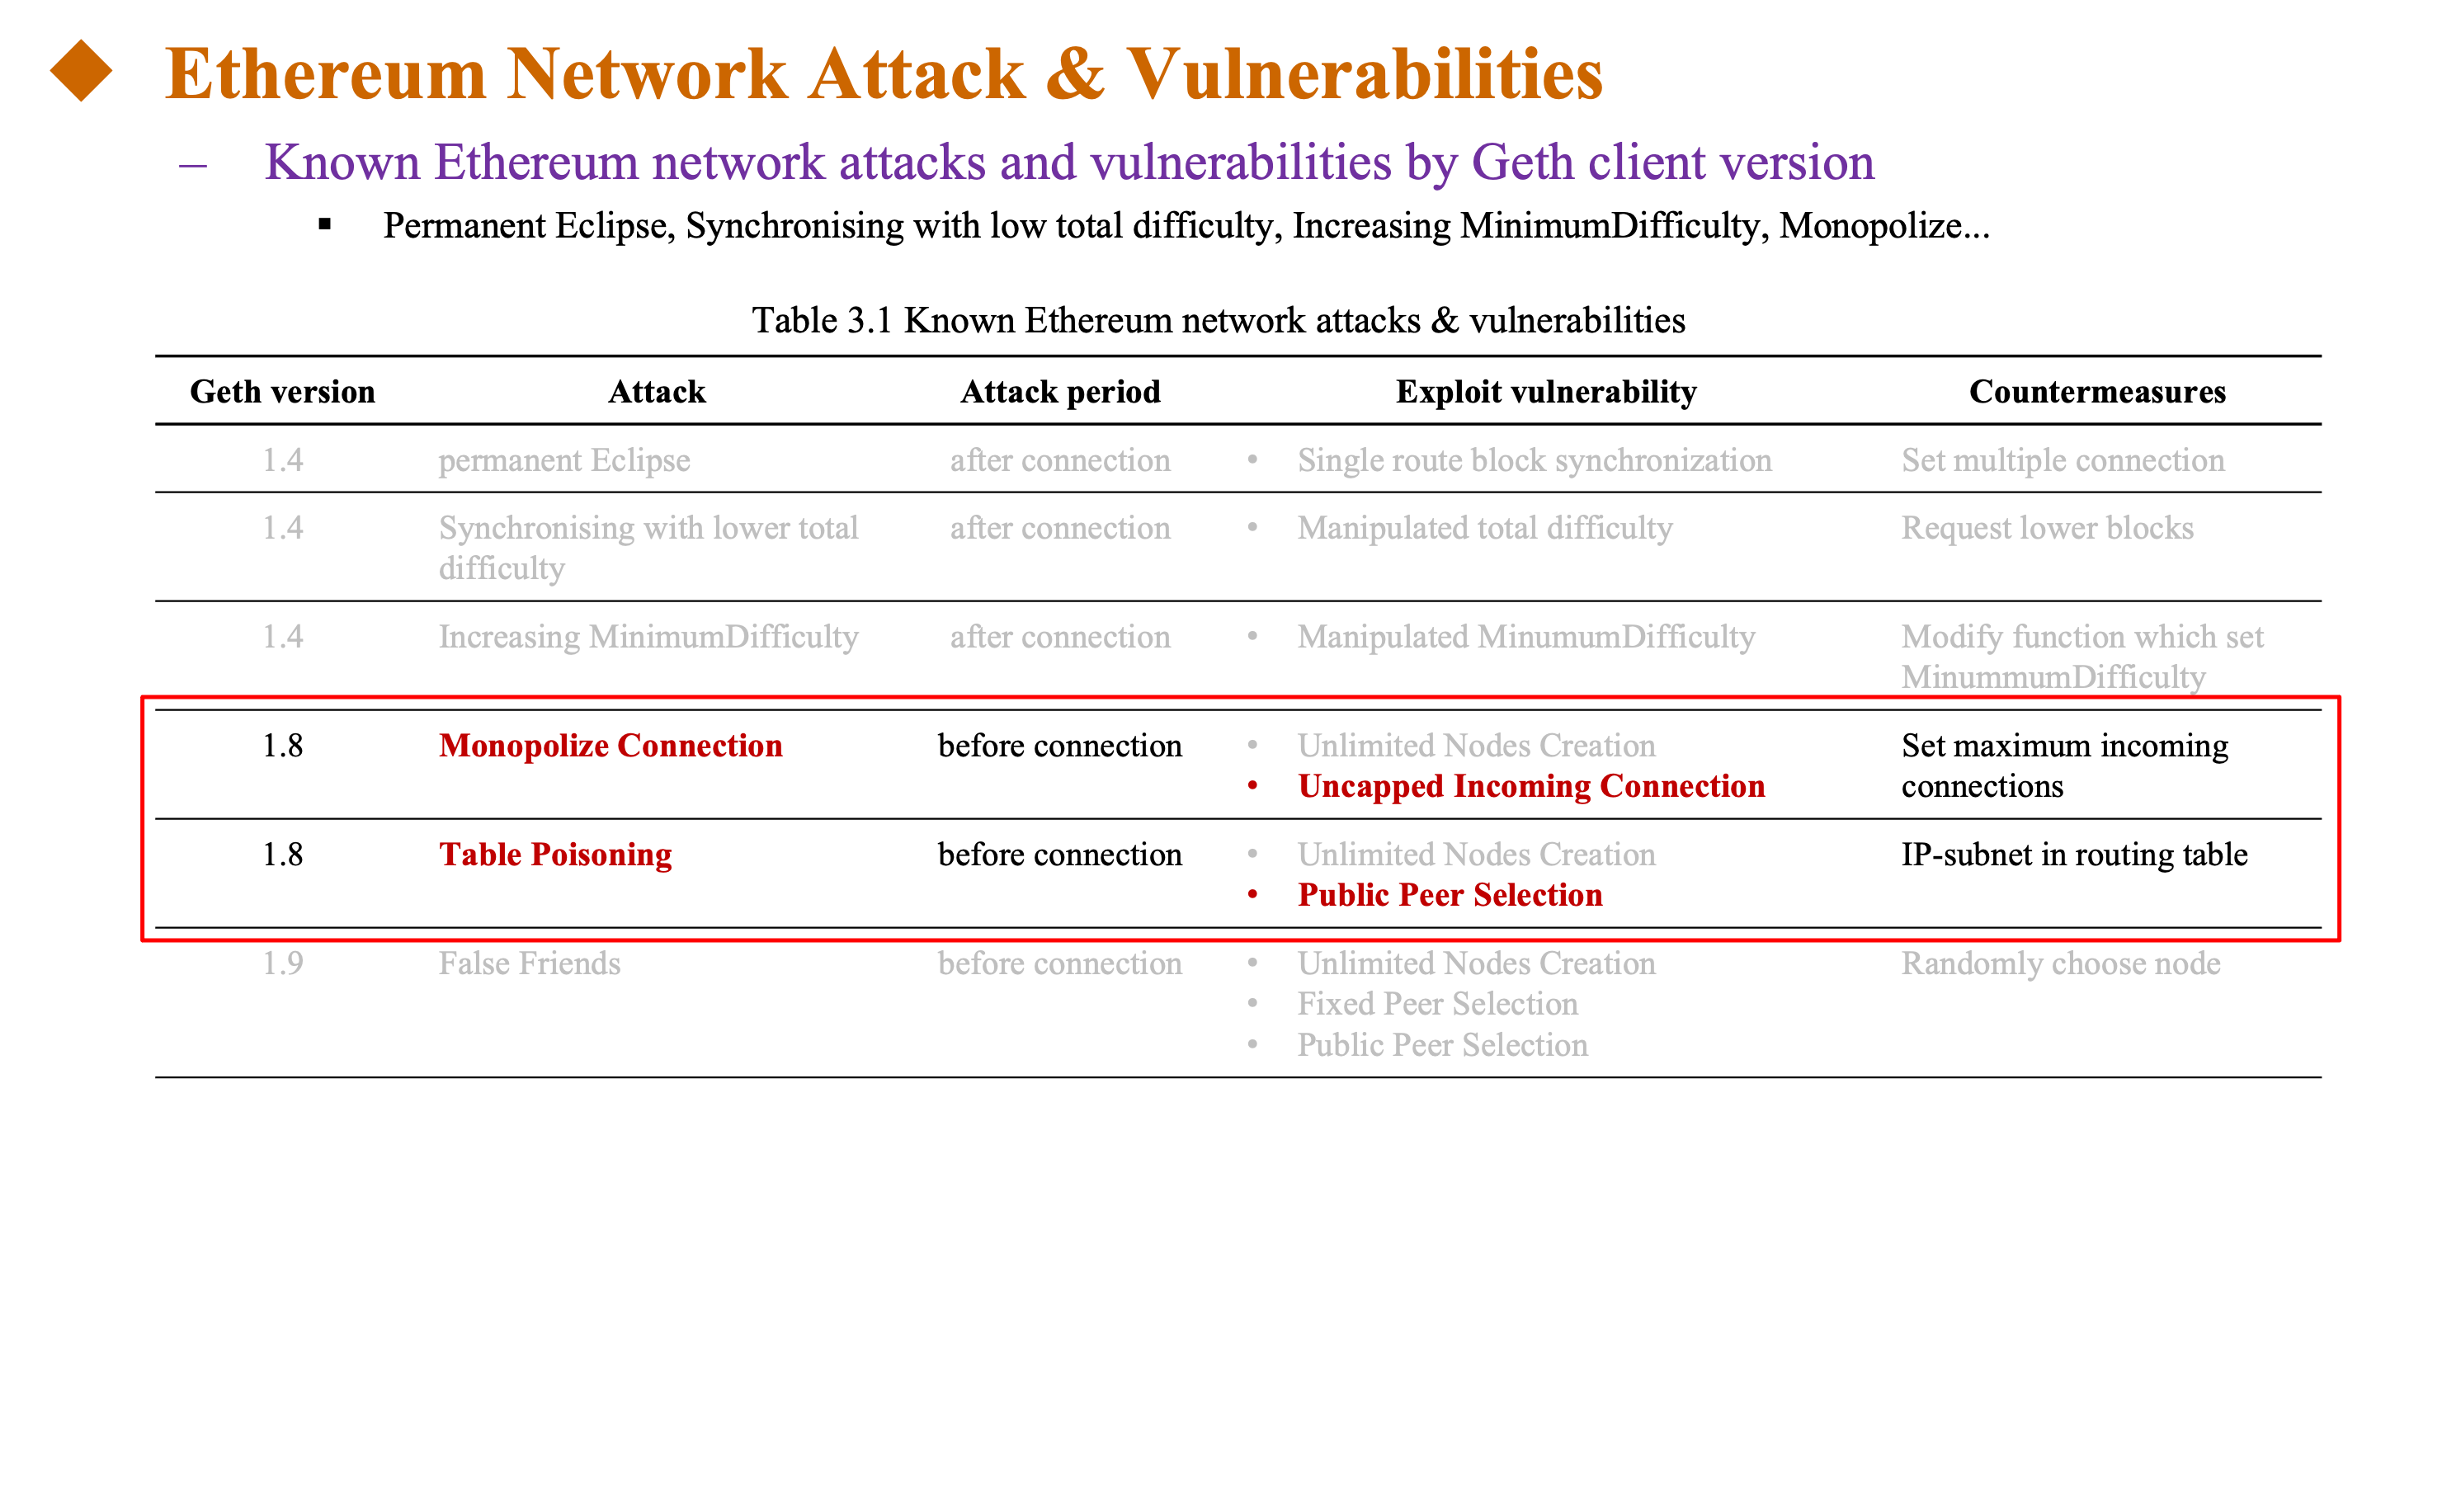 Ethereum Network Attack & Vulnerabilities
– Known Ethereum network attacks and vulnerabilities by Geth client version
▪ Permanent Eclipse, Synchronising with low total difficulty, Increasing MinimumDifficulty, Monopolize...
Table 3.1 Known Ethereum network attacks & vulnerabilities
Geth version Attack Attack period Exploit vulnerability Countermeasures
1.4 permanent Eclipse after connection • Single route block synchronization Set multiple connection
1.4 Synchronising with lower total after connection • Manipulated total difficulty Request lower blocks
difficulty
1.4 Increasing MinimumDifficulty after connection • Manipulated MinumumDifficulty Modify function which set
MinummumDifficulty
1.8 Monopolize Connection before connection • Unlimited Nodes Creation Set maximum incoming
• Uncapped Incoming Connection connections
1.8 Table Poisoning before connection • Unlimited Nodes Creation IP-subnet in routing table
• Public Peer Selection
1.9 False Friends before connection • Unlimited Nodes Creation Randomly choose node
• Fixed Peer Selection
• Public Peer Selection